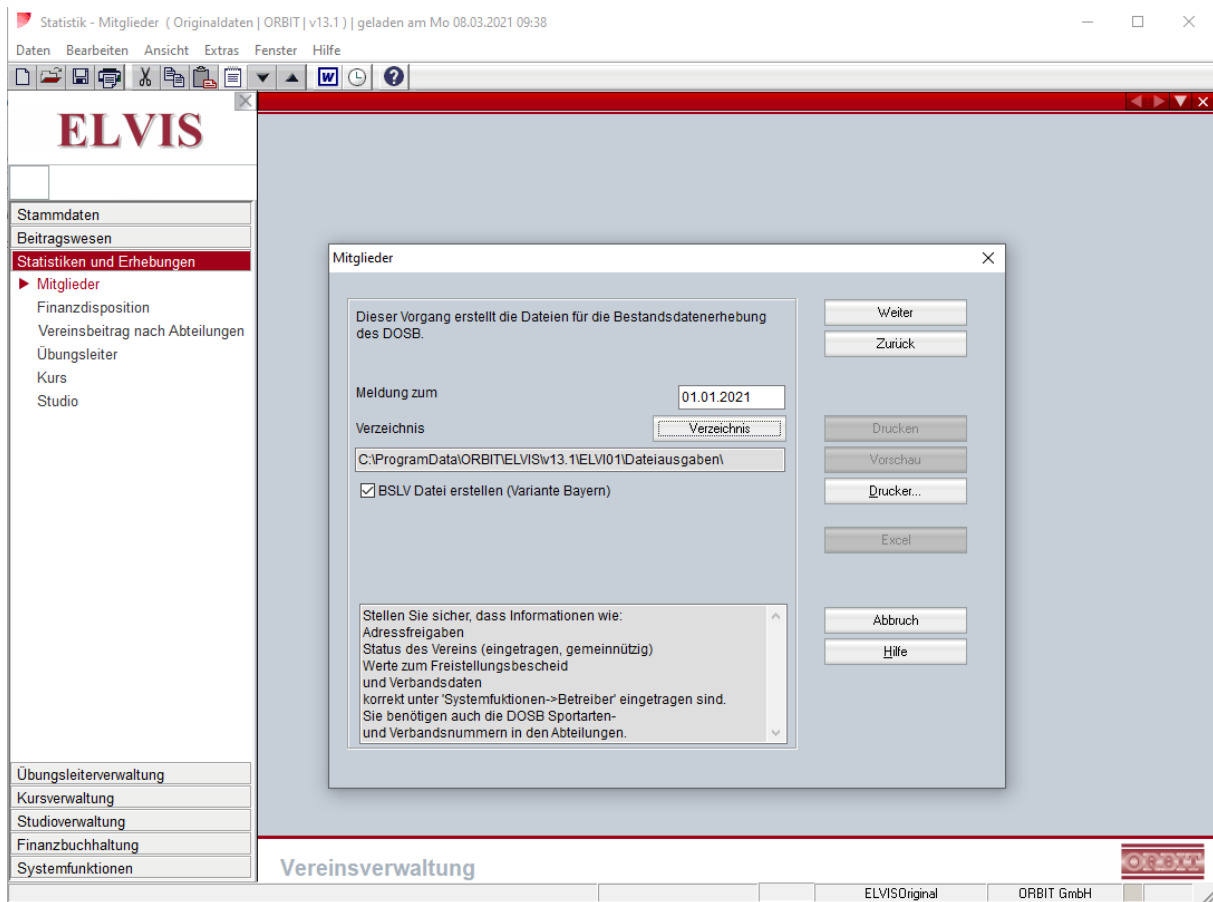 Statistik - Mitglieder ( Originaldaten | ORBIT | v13.1 ) | geladen am Mo 08.03.2021 09:38
Daten Bearbeiten Ansicht Extras Fenster Hilfe
ELVIS
Stammdaten
Beitragswesen
Statistiken und Erhebungen
Mitglieder
Finanzdisposition
Vereinsbeitrag nach Abteilungen
Übungsleiter
Kurs
Studio
Übungsleiterverwaltung
Kursverwaltung
Studioverwaltung
Finanzbuchhaltung
Systemfunktionen
Mitglieder
Dieser Vorgang erstellt die Dateien für die Bestandsdatenerhebung
des DOSB.
Meldung zum 01.01.2021
Verzeichnis Verzeichnis
C:\ProgramData\ORBIT\ELVIS\v13.1\ELVI01\Dateiausgaben\
BSLV Datei erstellen (Variante Bayern)
Stellen Sie sicher, dass Informationen wie:
Adressfreigaben
Status des Vereins (eingetragen, gemeinnützig)
Werte zum Freistellungsbescheid
und Verbandsdaten
korrekt unter 'Systemfuktionen->Betreiber' eingetragen sind.
Sie benötigen auch die DOSB Sportarten-
und Verbandsnummern in den Abteilungen.
Weiter
Zurück
Drucken
Vorschau
Drucker...
Excel
Abbruch
Hilfe
Vereinsverwaltung
ORBIT
ELVISOriginal ORBIT GmbH